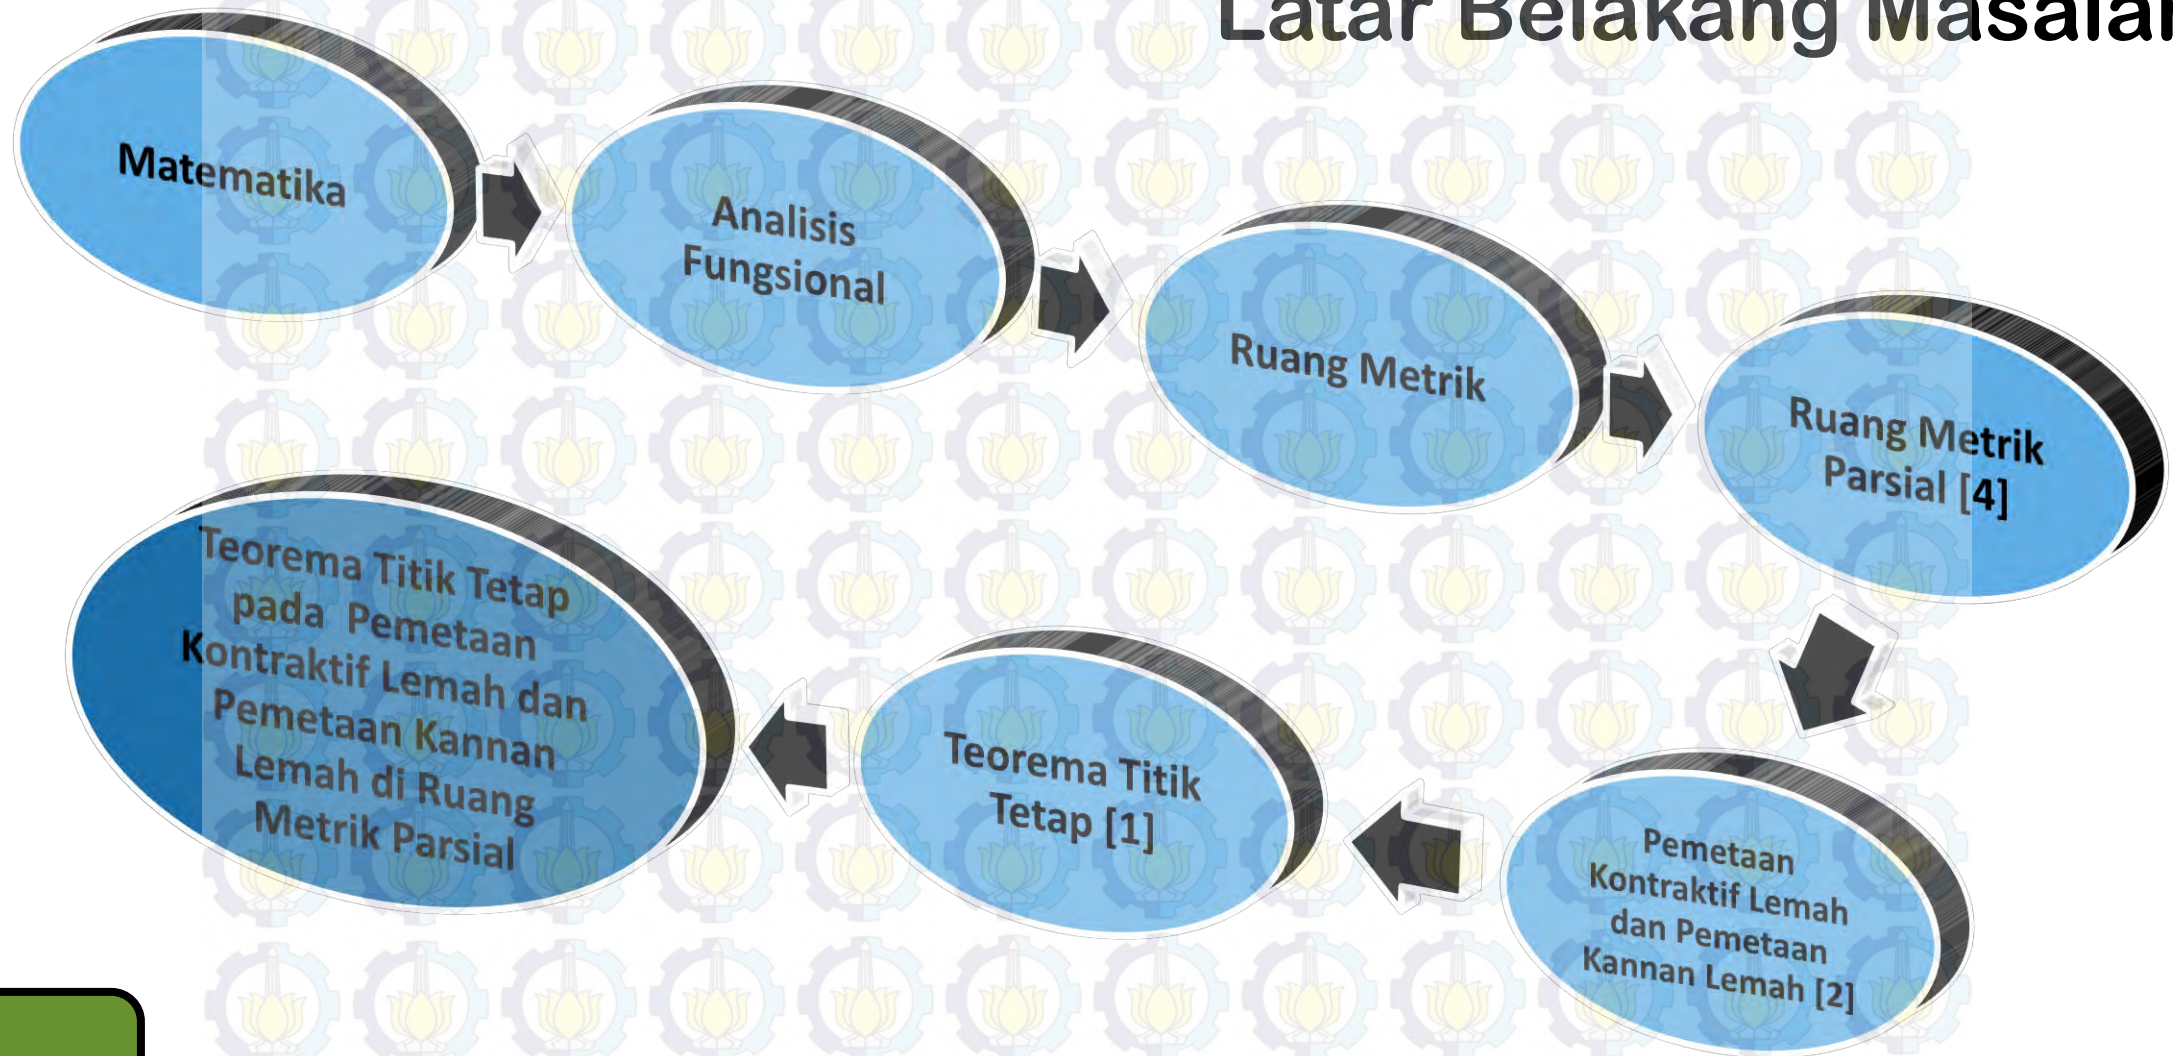 Latar Belakang Masalah
Matematika
Analisis
Fungsional
Ruang Metrik
Ruang Metrik
Parsial [4]
Pemetaan
Kontraktif Lemah
dan Pemetaan
Kannan Lemah [2]
Teorema Titik
Tetap [1]
Teorema Titik Tetap
pada Pemetaan
Kontraktif Lemah dan
Pemetaan Kannan
Lemah di Ruang
Metrik Parsial